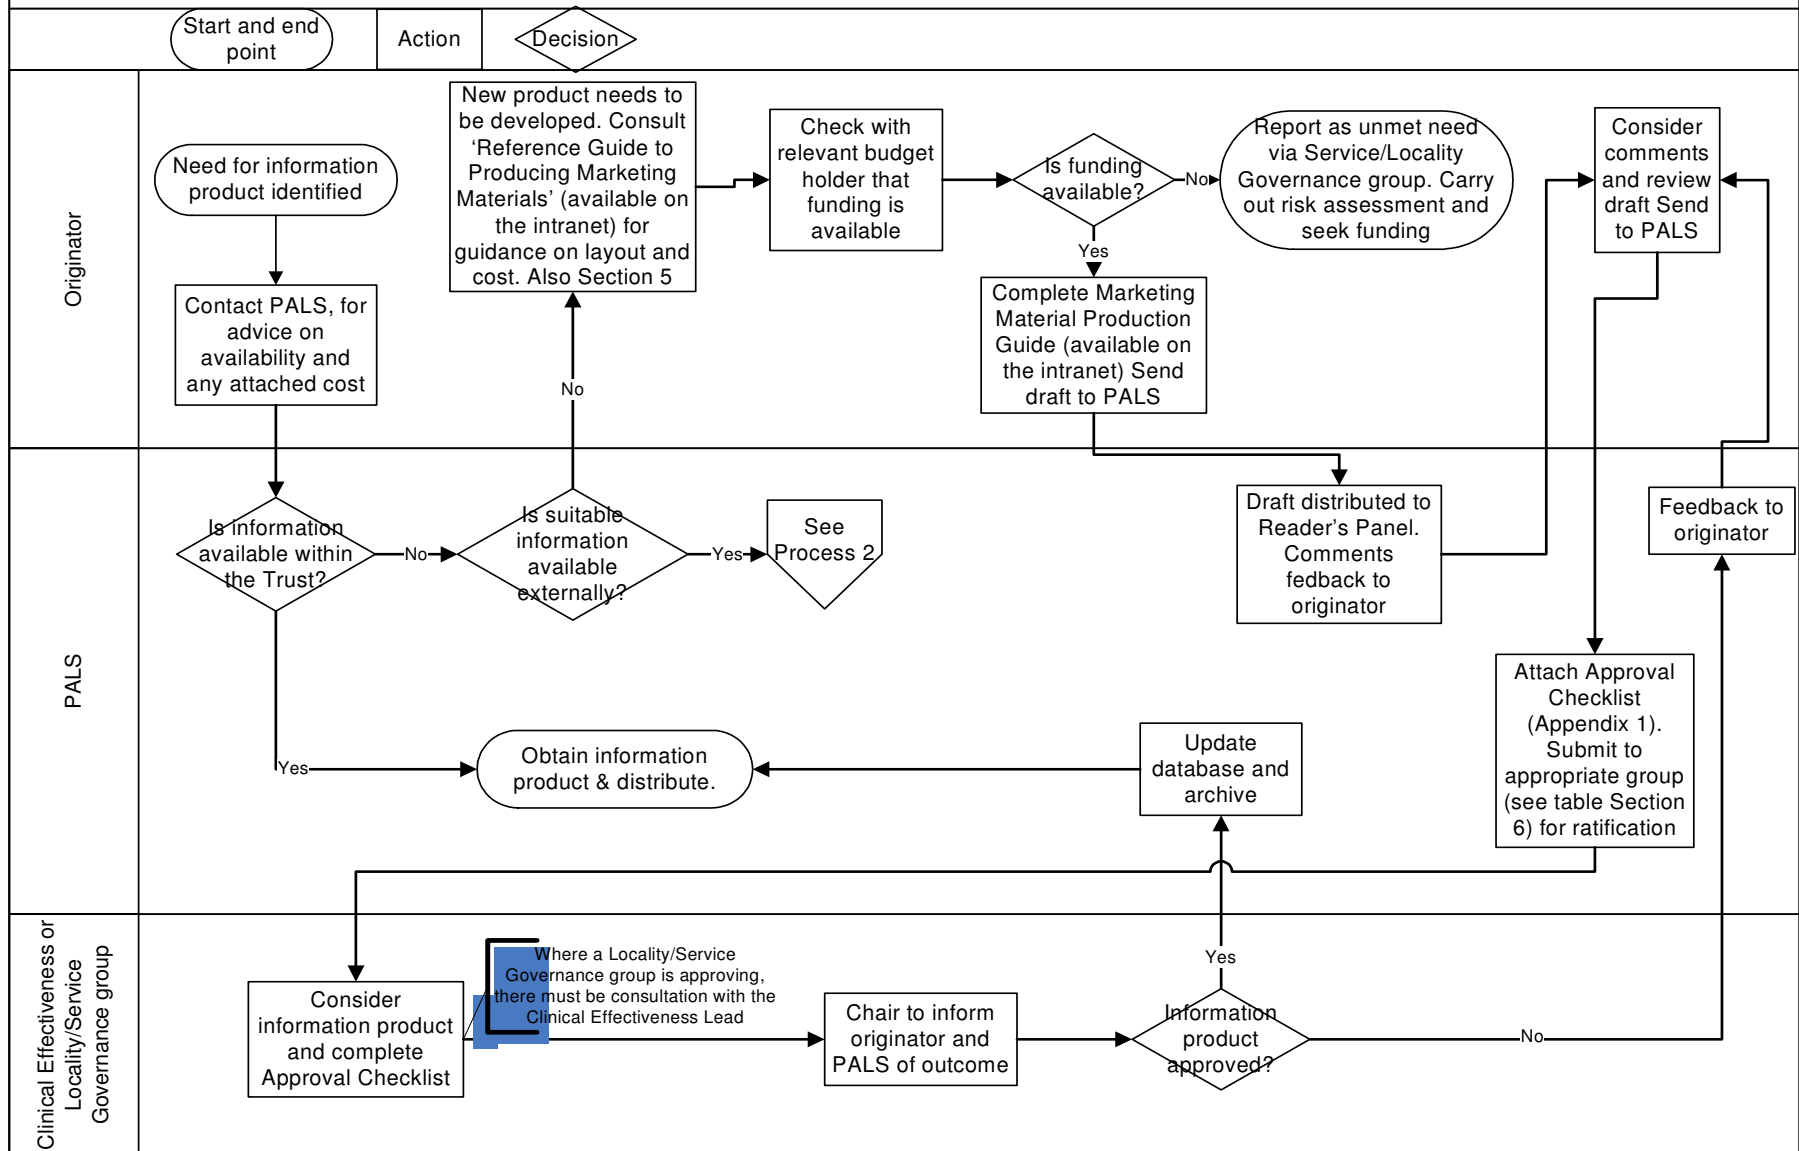 Start and end
point
Action
Decision
Originator
Need for information
product identified
Contact PALS, for
advice on
availability and
any attached cost
New product needs to
be developed. Consult
‘Reference Guide to
Producing Marketing
Materials’ (available on
the intranet) for
guidance on layout and
cost. Also Section 5
No
Check with
relevant budget
holder that
funding is
available
Is funding
available?
No
Yes
Report as unmet need
via Service/Locality
Governance group. Carry
out risk assessment and
seek funding
Complete Marketing
Material Production
Guide (available on
the intranet) Send
draft to PALS
Consider
comments
and review
draft Send
to PALS
PALS
Is information
available within
the Trust?
No
Is suitable
information
available
externally?
Yes
See
Process 2
Draft distributed to
Reader’s Panel.
Comments
fedback to
originator
Feedback to
originator
Yes
Obtain information
product & distribute.
Update
database and
archive
Attach Approval
Checklist
(Appendix 1).
Submit to
appropriate group
(see table Section
6) for ratification
Clinical Effectiveness or
Locality/Service
Governance group
Consider
information product
and complete
Approval Checklist
Where a Locality/Service
Governance group is approving,
there must be consultation with the
Clinical Effectiveness Lead
Chair to inform
originator and
PALS of outcome
Yes
Information
product
approved?
No